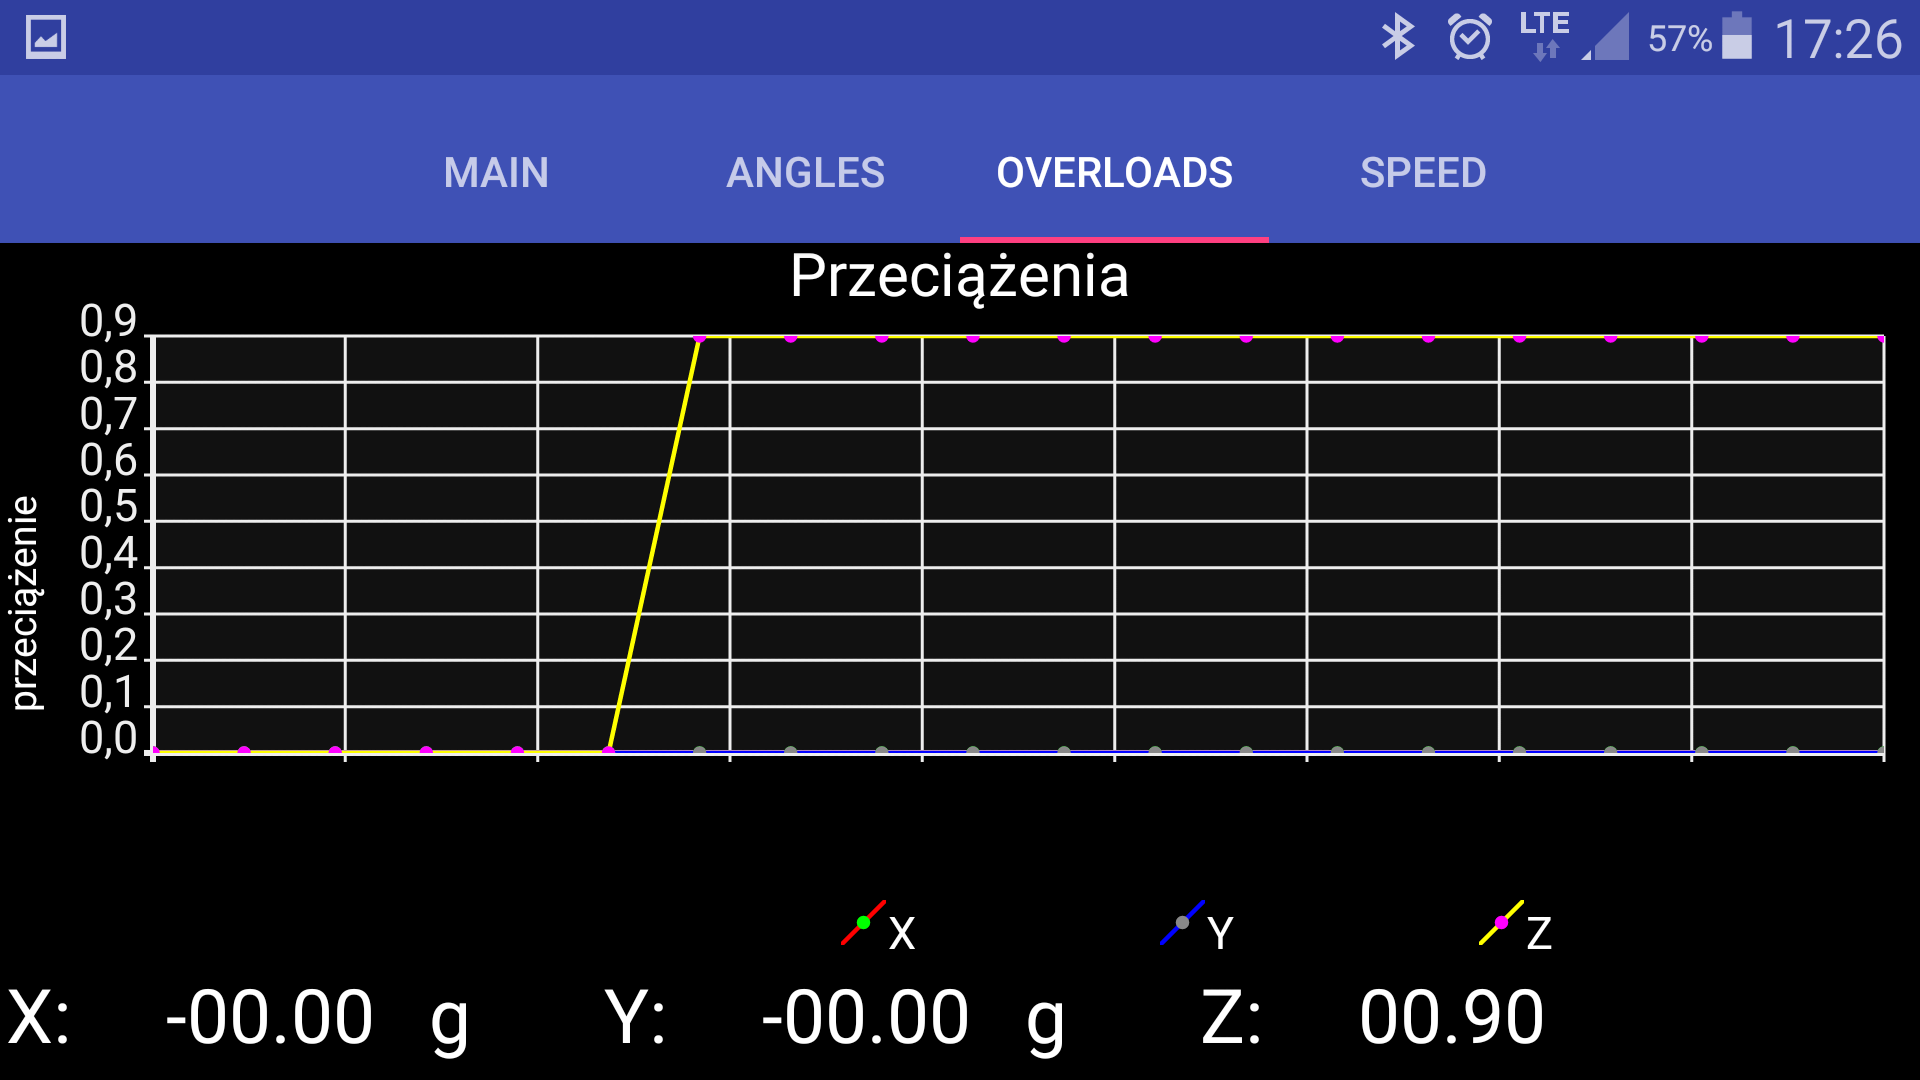 LTE 57% 17:26
MAIN ANGLES OVERLOADS SPEED
Przeciążenia
0,9
0,8
0,7
0,6
0,5
0,4
0,3
0,2
0,1
0,0
przeciążenie
X Y Z
X: -00.00 g Y: -00.00 g Z: 00.90